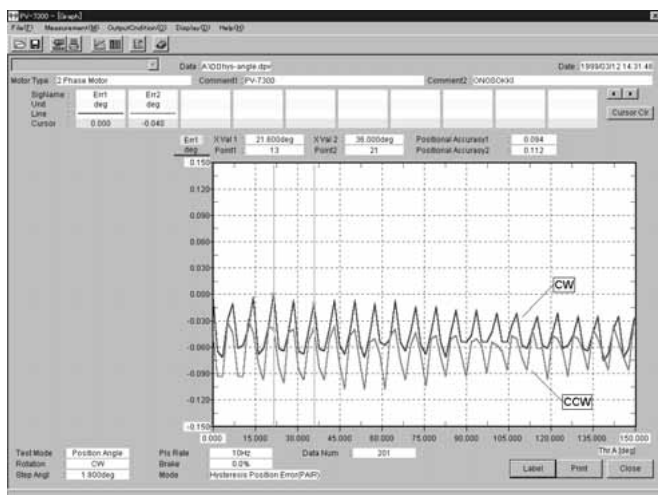 PV-7300 - [Graph]
File(F) Measurement(M) OutputCondition(O) Display(D) Help(H)
Data : A:\DDhys-angle.dpv Date : 1999/03/12 14:31:46
Motor Type : 2 Phase Motor Comment1 : PV-7300 Comment2 : ONOSOKKI
SigName : Err1 Err2
Unit : deg deg
Line :
Cursor : 0.000 -0.040
Cursor Clr
Err1 X Val 1 : 21.600deg X Val 2 : 36.000deg Positional Accuracy1 : 0.094
deg Point1 : 13 Point2 : 21 Positional Accuracy2 : 0.112
0.150
0.120
0.090
0.060
0.030
0.000
-0.030
-0.060
-0.090
-0.120
-0.150
CW
CCW
0.000 15.000 30.000 45.000 60.000 75.000 90.000 105.000 120.000 135.000 150.000
Thr.A [deg]
Test Mode : Position Angle Pls Rate : 10Hz Data Num : 201
Rotation : CW Brake : 0.0%
Step Angl : 1.800deg Mode : Hysteresis Position Error(PAIR)
Label Print Close